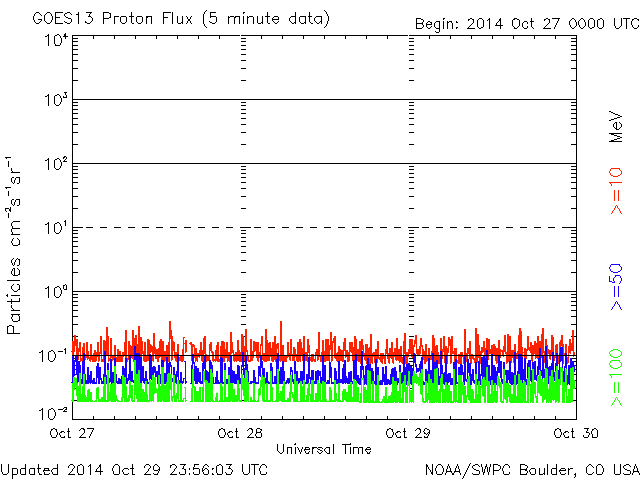 GOES13 Proton Flux (5 minute data)
Begin: 2014 Oct 27 0000 UTC
Particles cm⁻²s⁻¹sr⁻¹
10⁴
10³
10²
10¹
10⁰
10⁻¹
10⁻²
Oct 27
Oct 28
Oct 29
Oct 30
Universal Time
MeV
>=10
>=50
>=100
Updated 2014 Oct 29 23:56:03 UTC
NOAA/SWPC Boulder, CO USA